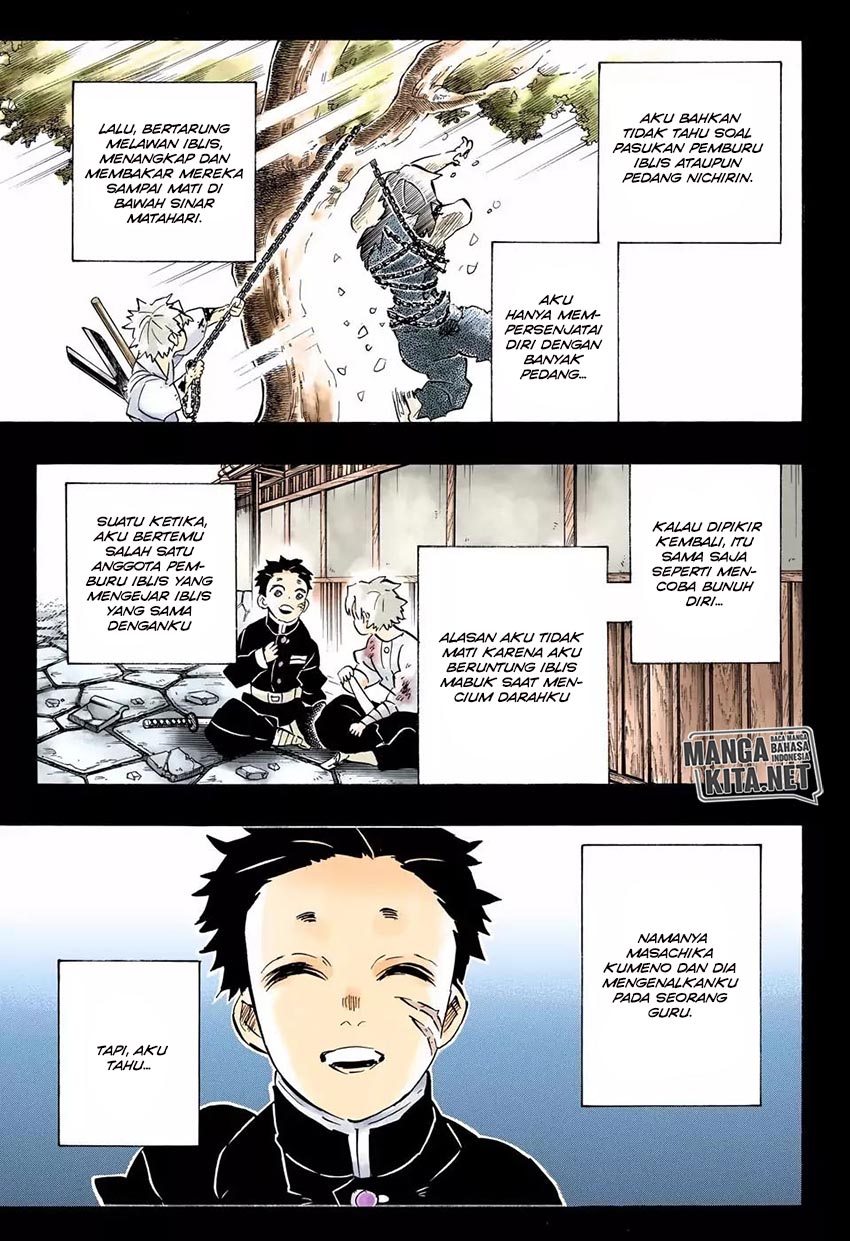 AKU BAHKAN
TIDAK TAHU SOAL
PASUKAN PEMBURU
IBLIS ATAUPUN
PEDANG NICHIRIN.
AKU
HANYA MEM-
PERSENJATAI
DIRI DENGAN
BANYAK
PEDANG...
LALU, BERTARUNG
MELAWAN IBLIS,
MENANGKAP DAN
MEMBAKAR MEREKA
SAMPAI MATI DI
BAWAH SINAR
MATAHARI.
KALAU DIPIKIR
KEMBALI, ITU
SAMA SAJA
SEPERTI MEN-
COBA BUNUH
DIRI...
ALASAN AKU TIDAK
MATI KARENA AKU
BERUNTUNG IBLIS
MABUK SAAT MEN-
CIUM DARAHKU
SUATU KETIKA,
AKU BERTEMU
SALAH SATU
ANGGOTA PEM-
BURU IBLIS YANG
MENGEJAR IBLIS
YANG SAMA
DENGANKU
MANGA
KITA.NET
BACA MANGA
BAHASA
INDONESIA
NAMANYA
MASACHIKA
KUMENO DAN DIA
MENGENALKANKU
PADA SEORANG
GURU.
TAPI, AKU
TAHU...